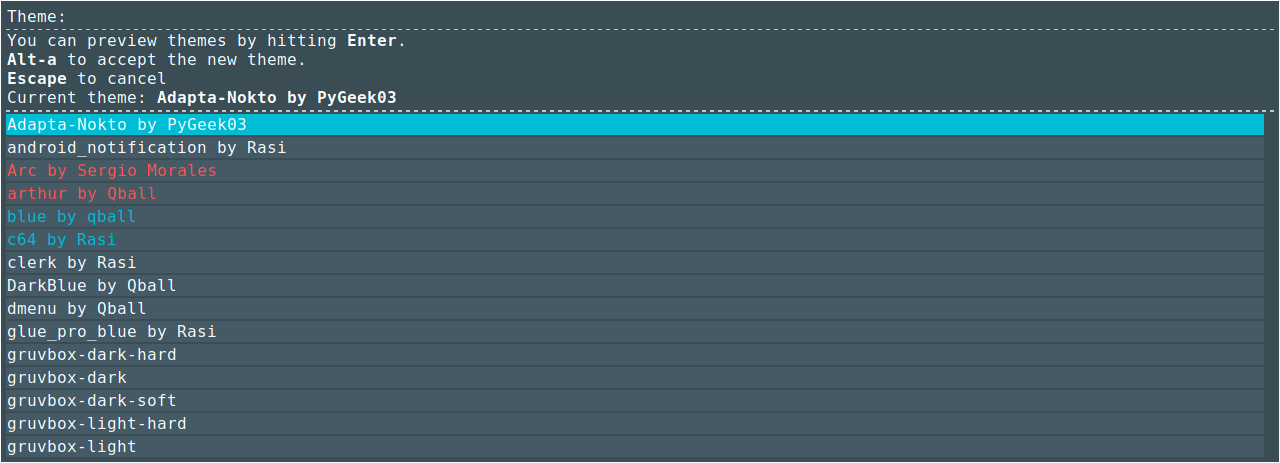 Theme:
You can preview themes by hitting Enter.
Alt-a to accept the new theme.
Escape to cancel
Current theme: Adapta-Nokto by PyGeek03
Adapta-Nokto by PyGeek03
android_notification by Rasi
Arc by Sergio Morales
arthur by Qball
blue by qball
c64 by Rasi
clerk by Rasi
DarkBlue by Qball
dmenu by Qball
glue_pro_blue by Rasi
gruvbox-dark-hard
gruvbox-dark
gruvbox-dark-soft
gruvbox-light-hard
gruvbox-light